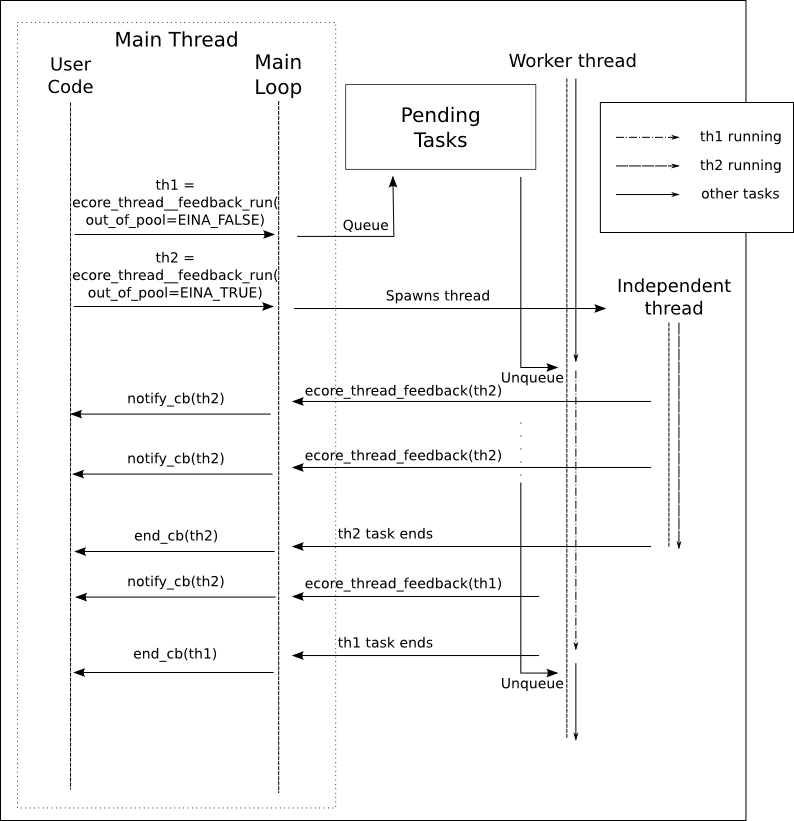 Main Thread
User
Code
Main
Loop
Worker thread
Pending
Tasks
th1 running
th2 running
other tasks
th1 =
ecore_thread__feedback_run(
out_of_pool=EINA_FALSE)
Queue
th2 =
ecore_thread__feedback_run(
out_of_pool=EINA_TRUE)
Spawns thread
Independent
thread
Unqueue
ecore_thread_feedback(th2)
notify_cb(th2)
ecore_thread_feedback(th2)
notify_cb(th2)
th2 task ends
end_cb(th2)
ecore_thread_feedback(th1)
notify_cb(th2)
th1 task ends
end_cb(th1)
Unqueue